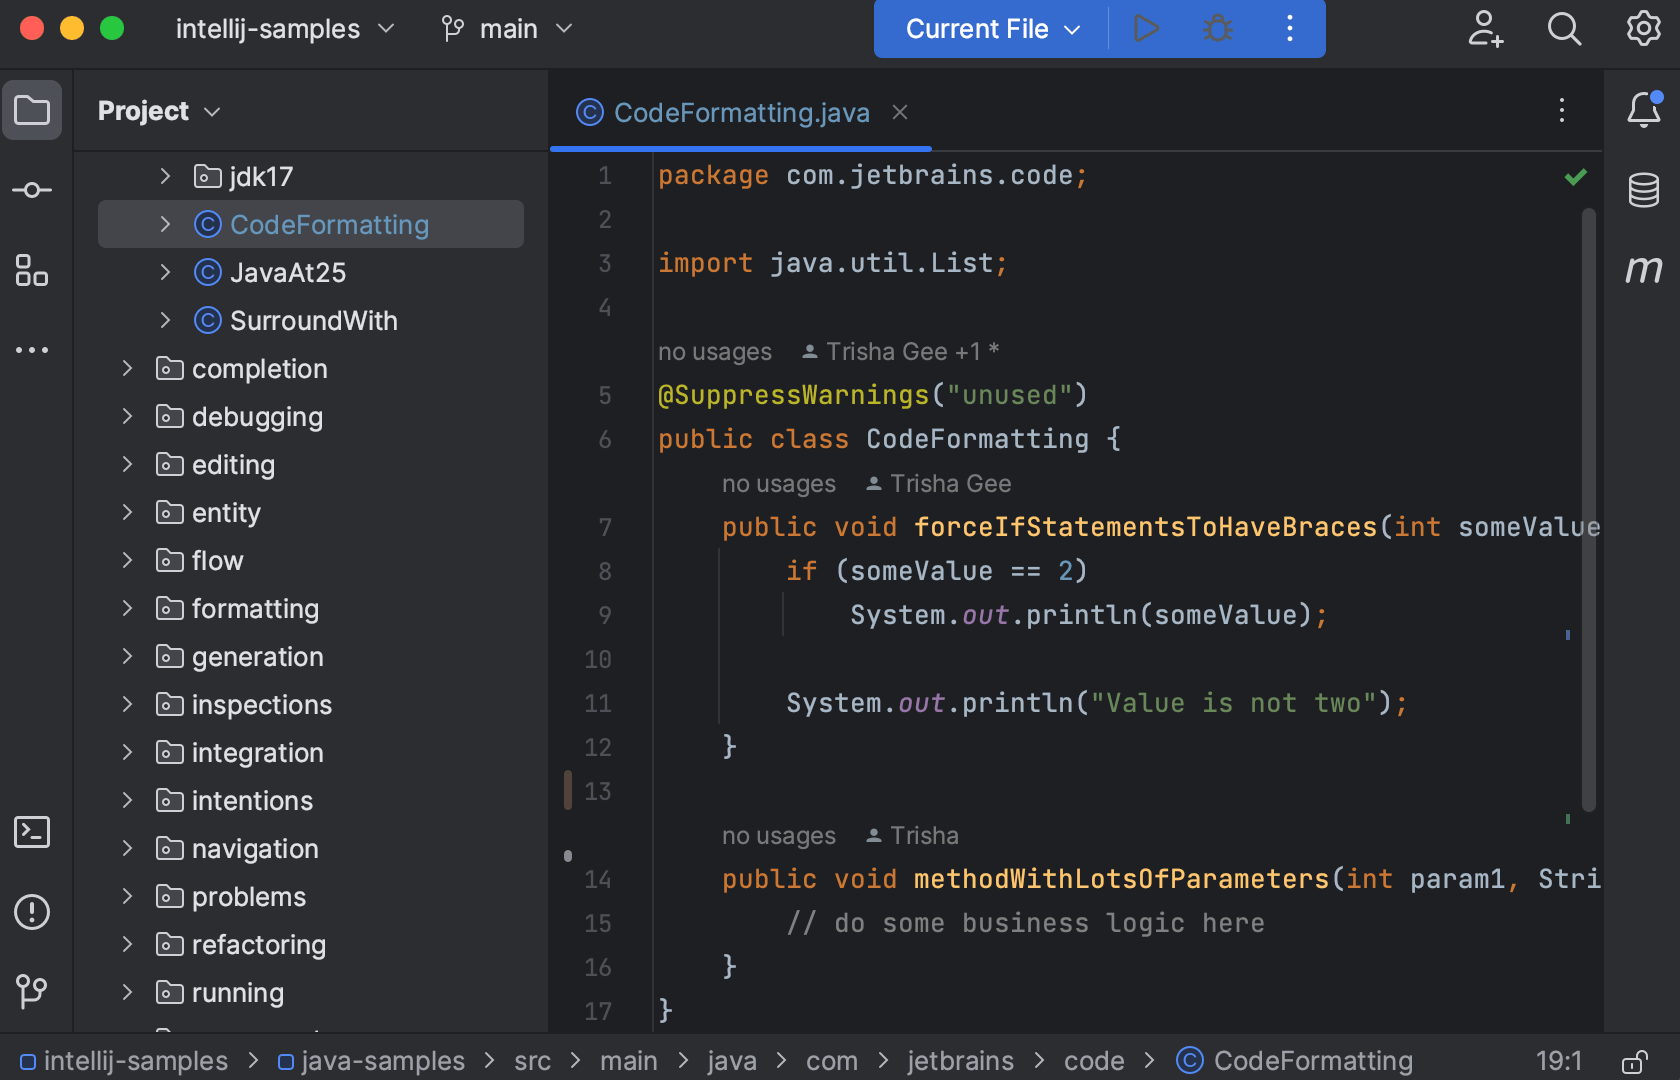 intellij-samples main Current File
Project
CodeFormatting.java
jdk17
CodeFormatting
JavaAt25
SurroundWith
completion
debugging
editing
entity
flow
formatting
generation
inspections
integration
intentions
navigation
problems
refactoring
running
1 package com.jetbrains.code;
2
3 import java.util.List;
4
no usages Trisha Gee +1 *
5 @SuppressWarnings("unused")
6 public class CodeFormatting {
no usages Trisha Gee
7 public void forceIfStatementsToHaveBraces(int someValue
8 if (someValue == 2)
9 System.out.println(someValue);
10
11 System.out.println("Value is not two");
12 }
13
no usages Trisha
14 public void methodWithLotsOfParameters(int param1, Stri
15 // do some business logic here
16 }
17 }
m
intellij-samples > java-samples > src > main > java > com > jetbrains > code > CodeFormatting 19:1